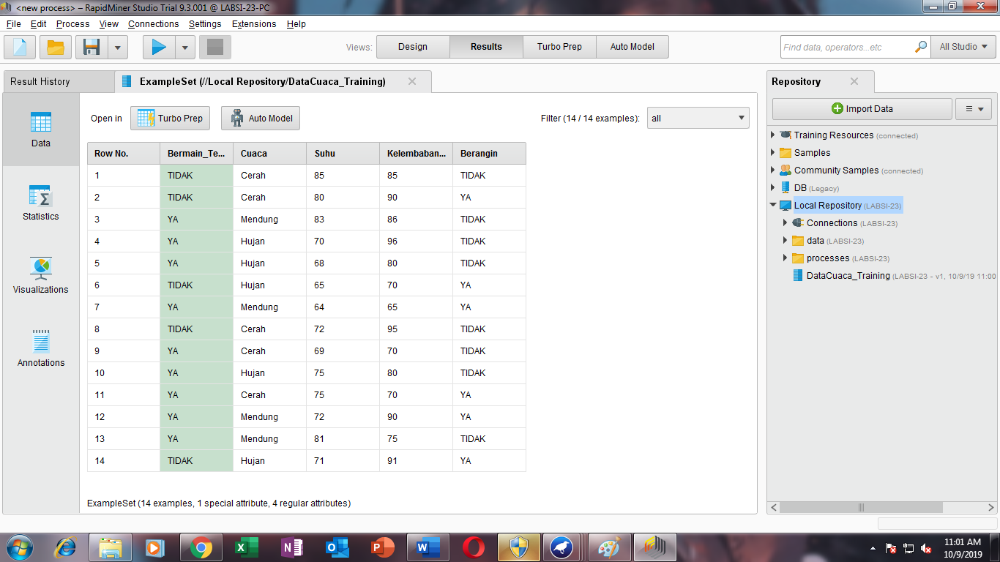 <new process> – RapidMiner Studio Trial 9.3.001 @ LABSI-23-PC
File Edit Process View Connections Settings Extensions Help
Views: Design Results Turbo Prep Auto Model Find data, operators...etc All Studio
Result History ExampleSet (//Local Repository/DataCuaca_Training)
Data
Statistics
Visualizations
Annotations
Open in Turbo Prep Auto Model Filter (14 / 14 examples): all
Row No. Bermain_Te... Cuaca Suhu Kelembaban... Berangin
1 TIDAK Cerah 85 85 TIDAK
2 TIDAK Cerah 80 90 YA
3 YA Mendung 83 86 TIDAK
4 YA Hujan 70 96 TIDAK
5 YA Hujan 68 80 TIDAK
6 TIDAK Hujan 65 70 YA
7 YA Mendung 64 65 YA
8 TIDAK Cerah 72 95 TIDAK
9 YA Cerah 69 70 TIDAK
10 YA Hujan 75 80 TIDAK
11 YA Cerah 75 70 YA
12 YA Mendung 72 90 YA
13 YA Mendung 81 75 TIDAK
14 TIDAK Hujan 71 91 YA
ExampleSet (14 examples, 1 special attribute, 4 regular attributes)
Repository
Import Data
Training Resources (connected)
Samples
Community Samples (connected)
DB (Legacy)
Local Repository (LABSI-23)
Connections (LABSI-23)
data (LABSI-23)
processes (LABSI-23)
DataCuaca_Training (LABSI-23 - v1, 10/9/19 11:00
11:01 AM
10/9/2019